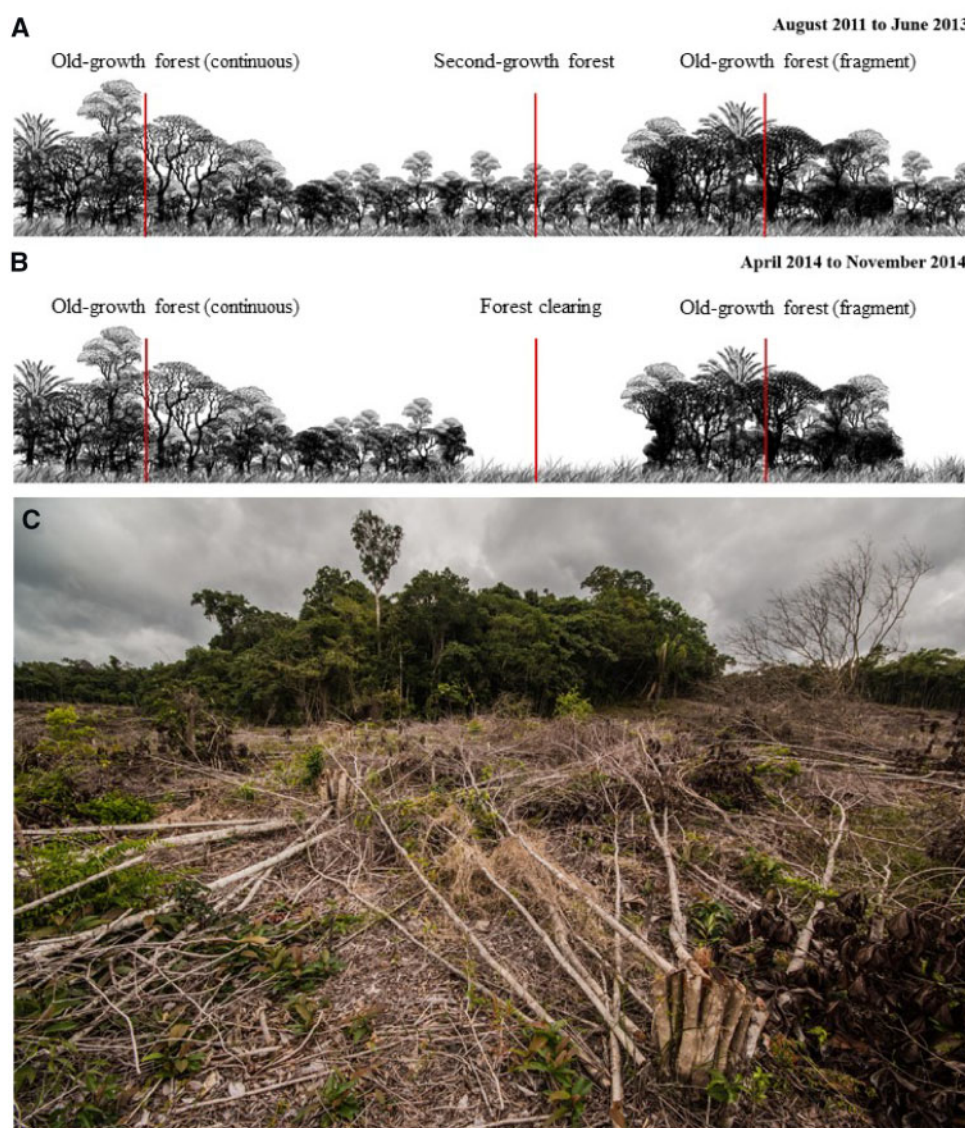 A
August 2011 to June 2013
Old-growth forest (continuous) Second-growth forest Old-growth forest (fragment)
B
April 2014 to November 2014
Old-growth forest (continuous) Forest clearing Old-growth forest (fragment)
C